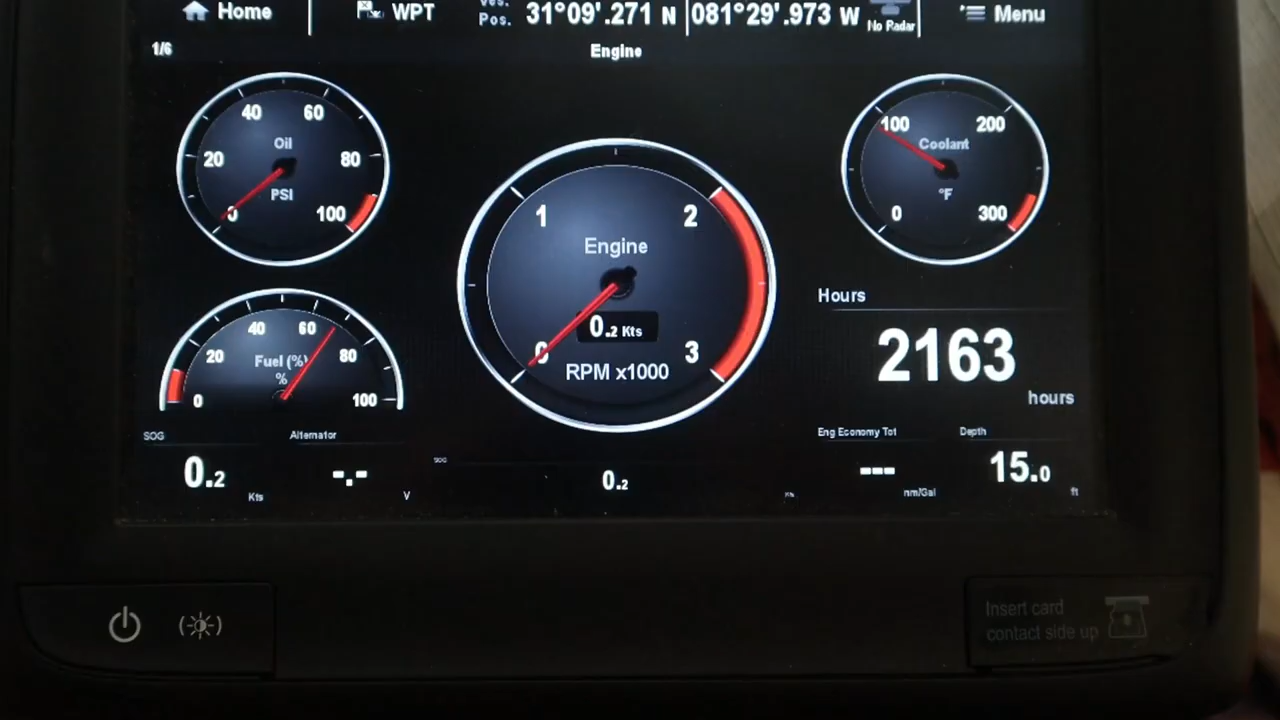 Home
WPT
Ves.
Pos.
31°09'.271 N
081°29'.973 W
No Radar
Menu
1/6
Engine
40 60
Oil
20 80
PSI
0 100
100 200
Coantant
°F
0 300
1 2
Engine
0.2 Kts
0 3
RPM x1000
40 60
20 80
Fuel (%)
%
0 100
Hours
2163
hours
SOG
0.2
Kts
Alternator
-.-
V
SOG
0.2
Eng Economy Tot
---
nm/Gal
Depth
15.0
ft
Insert card
contact side up